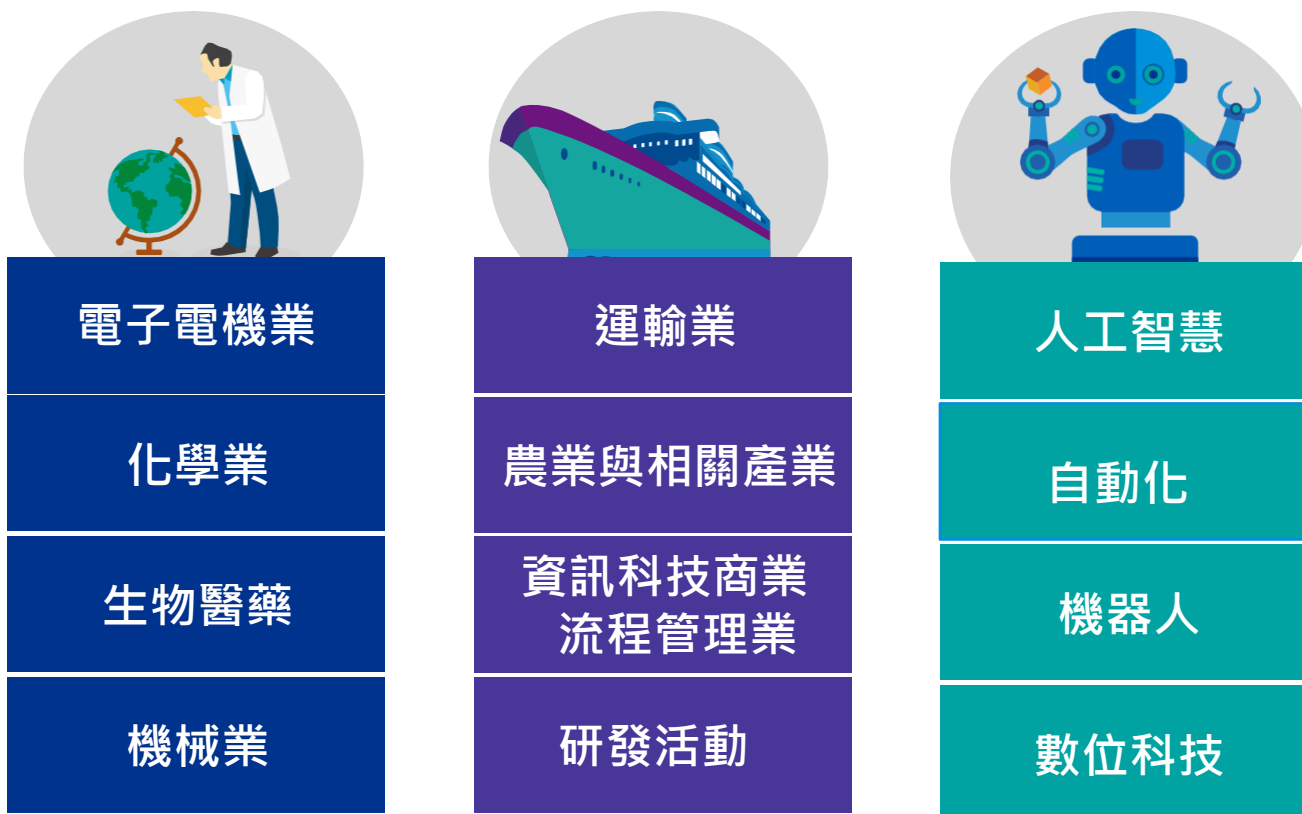 電子電機業
化學業
生物醫藥
機械業
運輸業
農業與相關產業
資訊科技商業
流程管理業
研發活動
人工智慧
自動化
機器人
數位科技